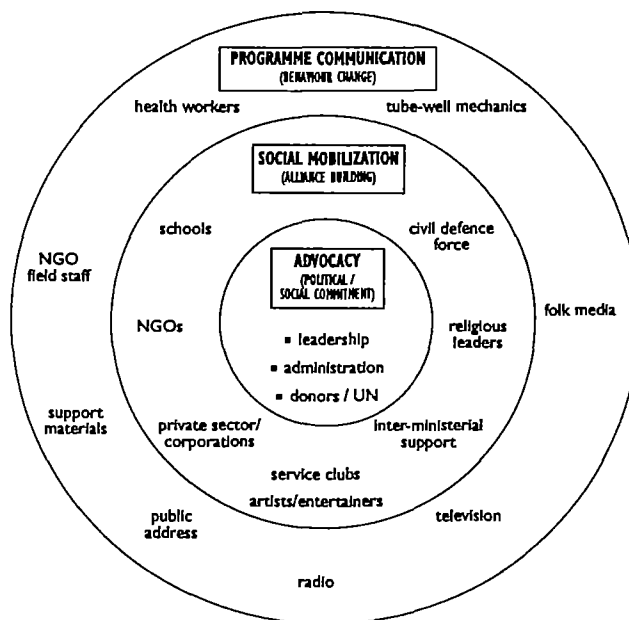 PROGRAMME COMMUNICATION
(BEHAVIOUR CHANGE)
health workers
tube-well mechanics
SOCIAL MOBILIZATION
(ALLIANCE BUILDING)
schools
civil defence
force
NGO
field staff
ADVOCACY
(POLITICAL /
SOCIAL COMMITMENT)
folk media
NGOs
religious
leaders
▪ leadership
▪ administration
▪ donors / UN
support
materials
private sector/
corporations
inter-ministerial
support
service clubs
artists/entertainers
public
address
television
radio